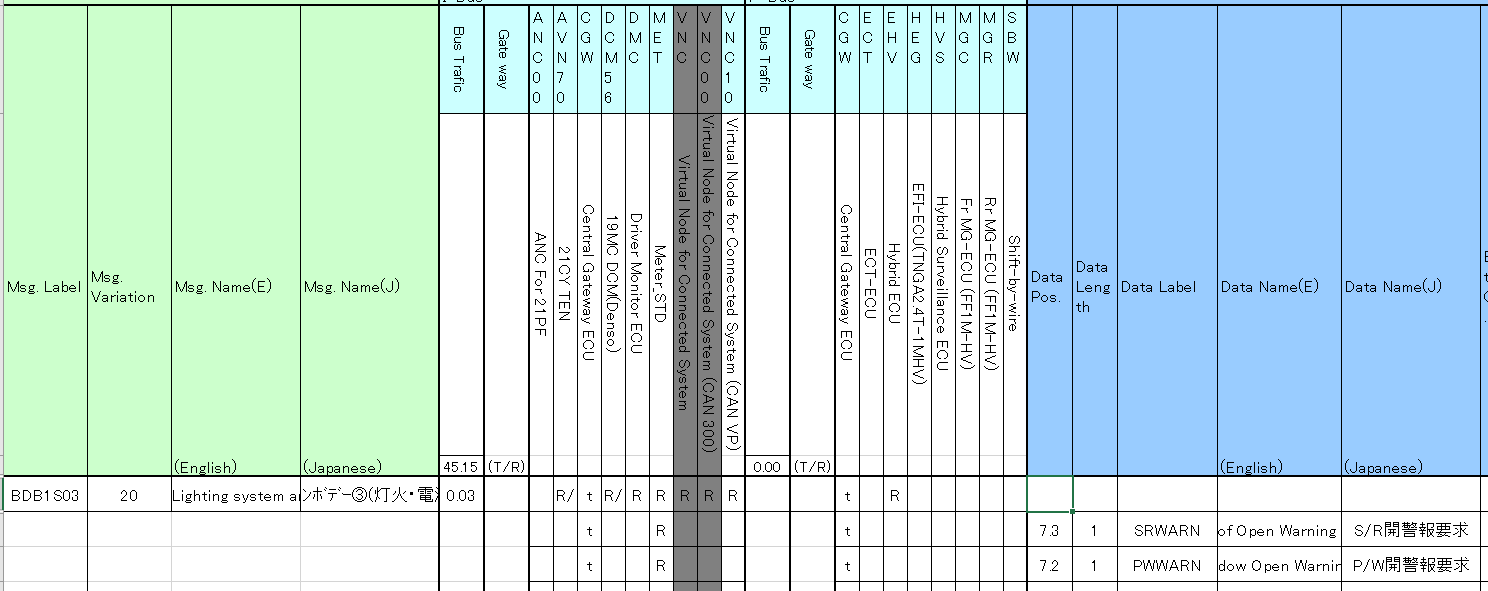 Bus Trafic
Gate way
ANC00
AVN70
CGW
DCM56
DMC
MET
VNC
VNC00
VNC10
Bus Trafic
Gate way
CGW
ECT
EHV
HEG
HVS
MGC
MGR
SBW
Msg. Label
Msg.
Variation
Msg. Name(E)
(English)
Msg. Name(J)
(Japanese)
ANC For 21PF
21CY TEN
Central Gateway ECU
19MC DCM(Denso)
Driver Monitor ECU
Meter_STD
Virtual Node for Connected System
Virtual Node for Connected System (CAN 300)
Virtual Node for Connected System (CAN VP)
Central Gateway ECU
ECT-ECU
Hybrid ECU
EFI-ECU(TNGA2.4T-1MHV)
Hybrid Surveillance ECU
Fr MG-ECU (FF1M-HV)
Rr MG-ECU (FF1M-HV)
Shift-by-wire
Data
Pos.
Data
Leng
th
Data Label
Data Name(E)
(English)
Data Name(J)
(Japanese)
45.15 (T/R) 0.00 (T/R)
BDB1S03 20 Lighting system ンボデー③(灯火・電 0.03 R/ t R/ R R R R R t R
t R t 7.3 1 SRWARN of Open Warning S/R開警報要求
t R t 7.2 1 PWWARN dow Open Warnin P/W開警報要求